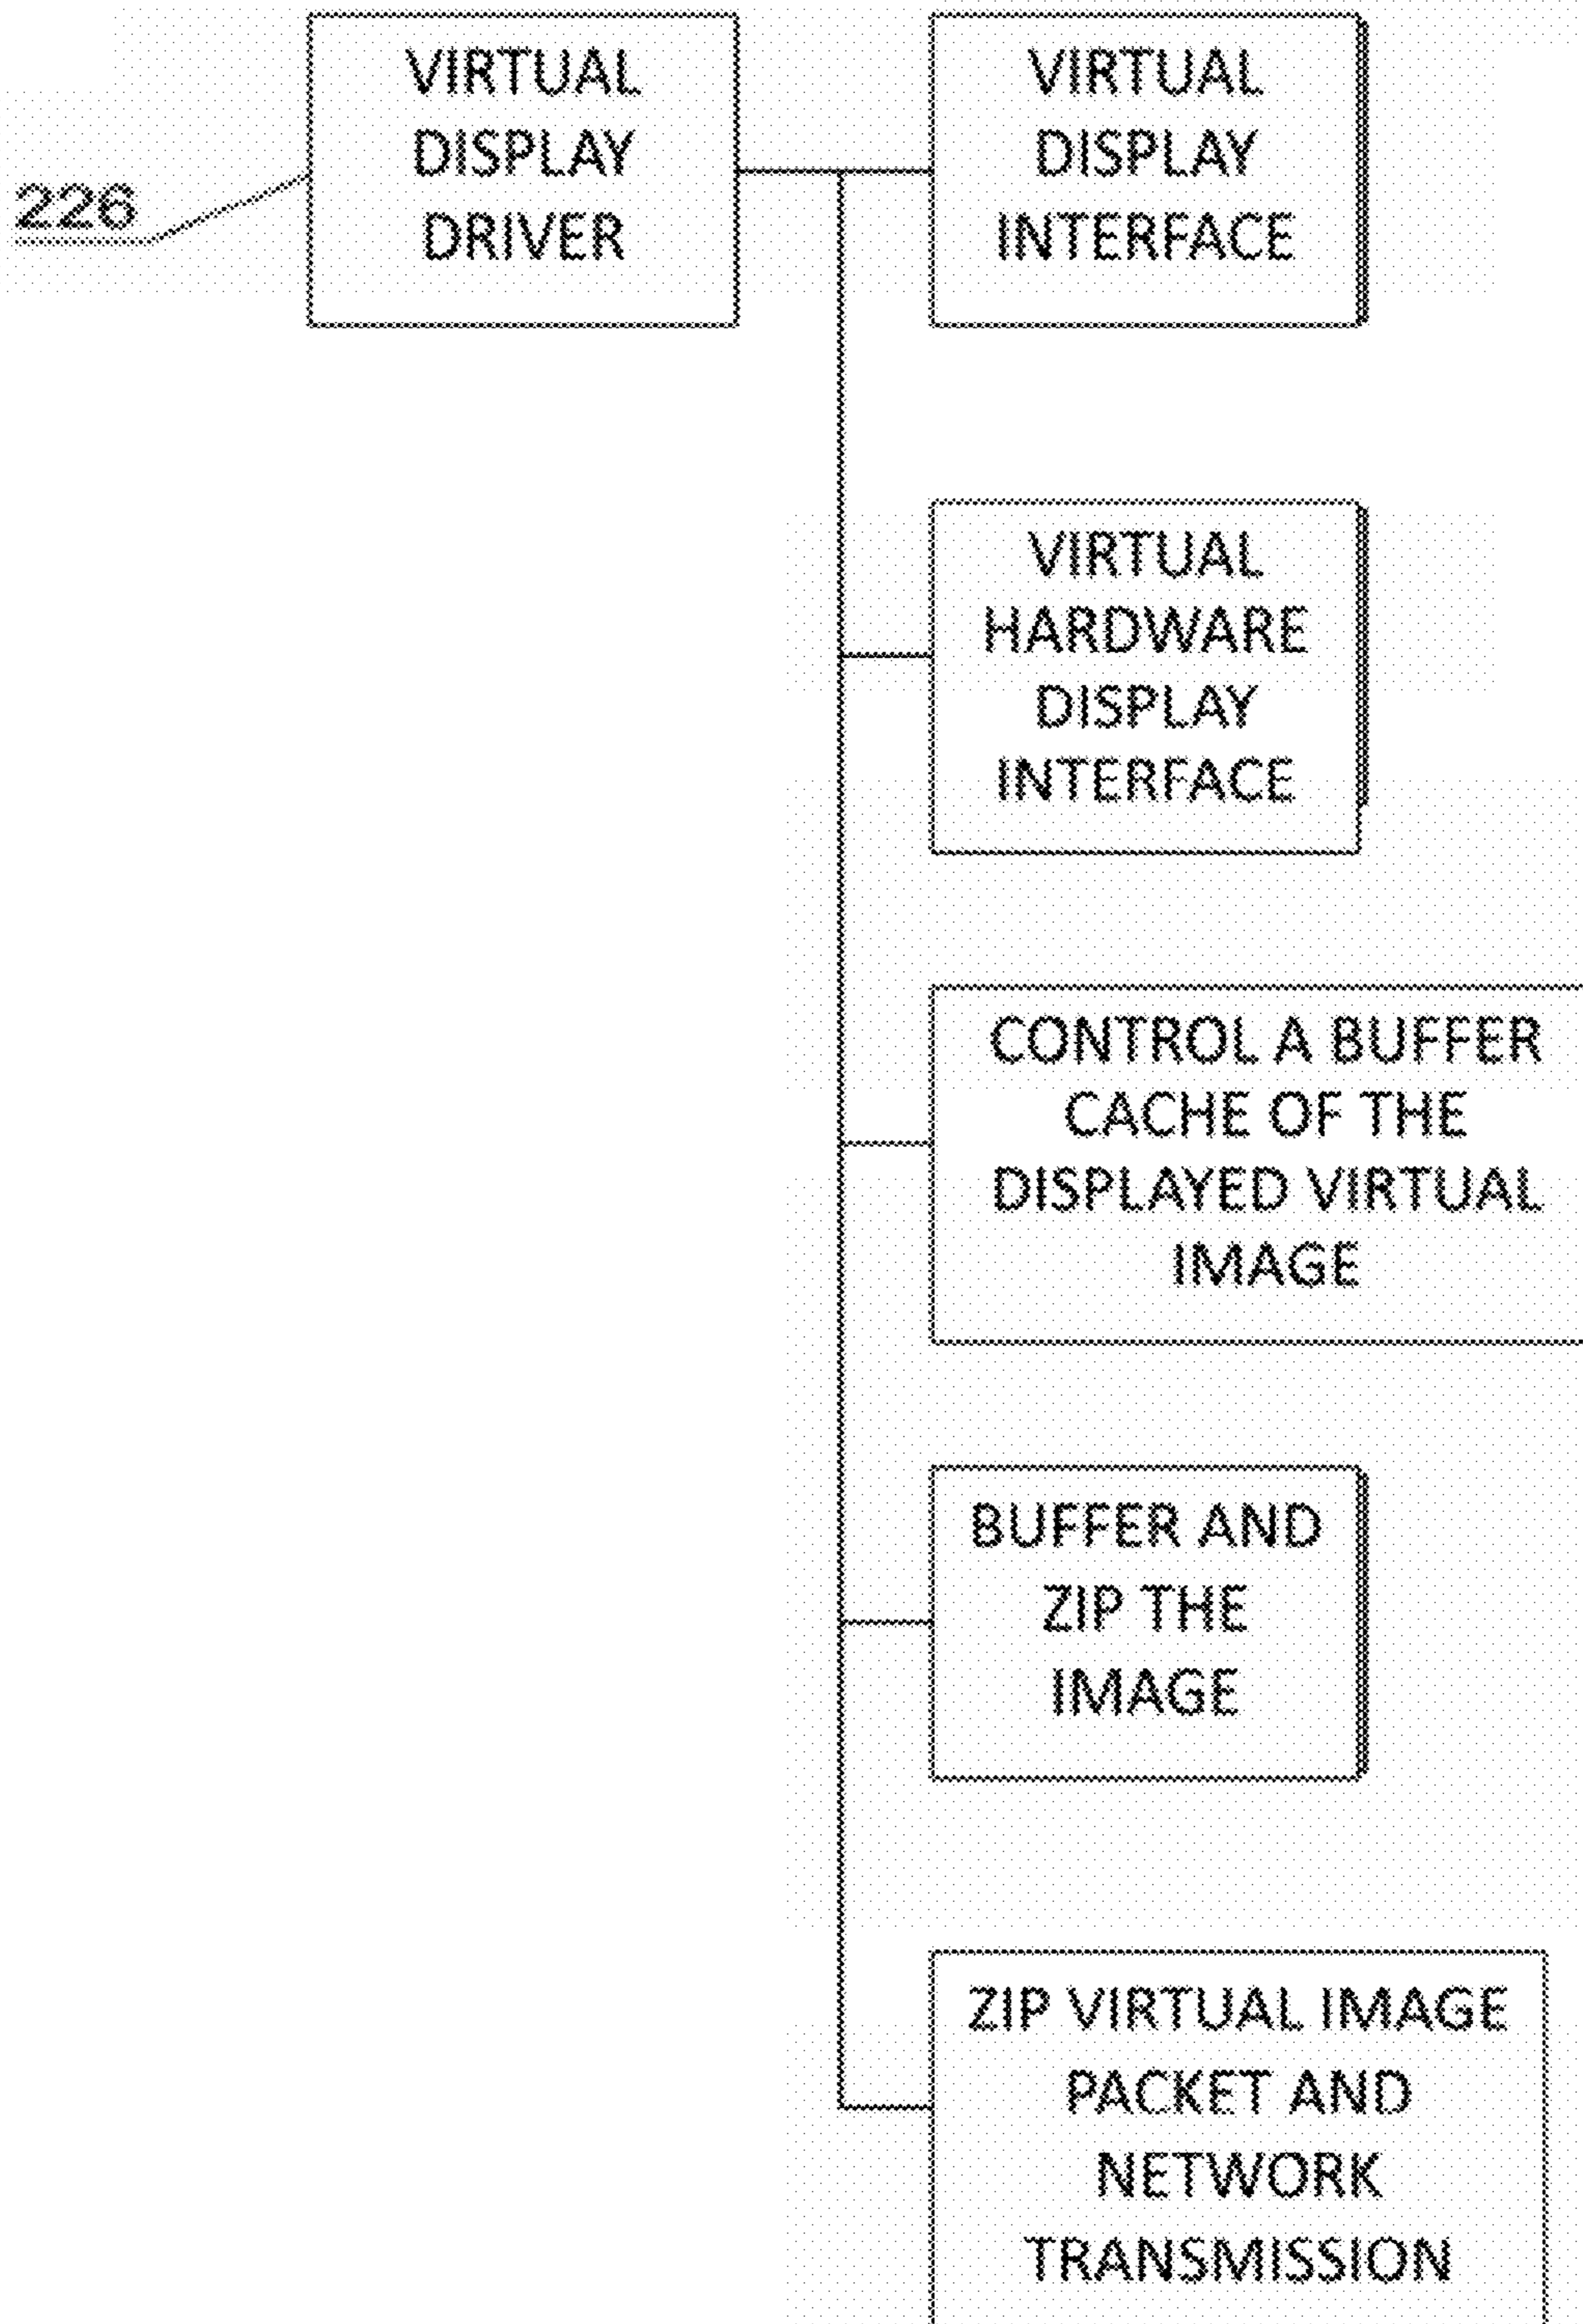 VIRTUAL
DISPLAY
DRIVER
226
VIRTUAL
DISPLAY
INTERFACE
VIRTUAL
HARDWARE
DISPLAY
INTERFACE
CONTROL A BUFFER
CACHE OF THE
DISPLAYED VIRTUAL
IMAGE
BUFFER AND
ZIP THE
IMAGE
ZIP VIRTUAL IMAGE
PACKET AND
NETWORK
TRANSMISSION